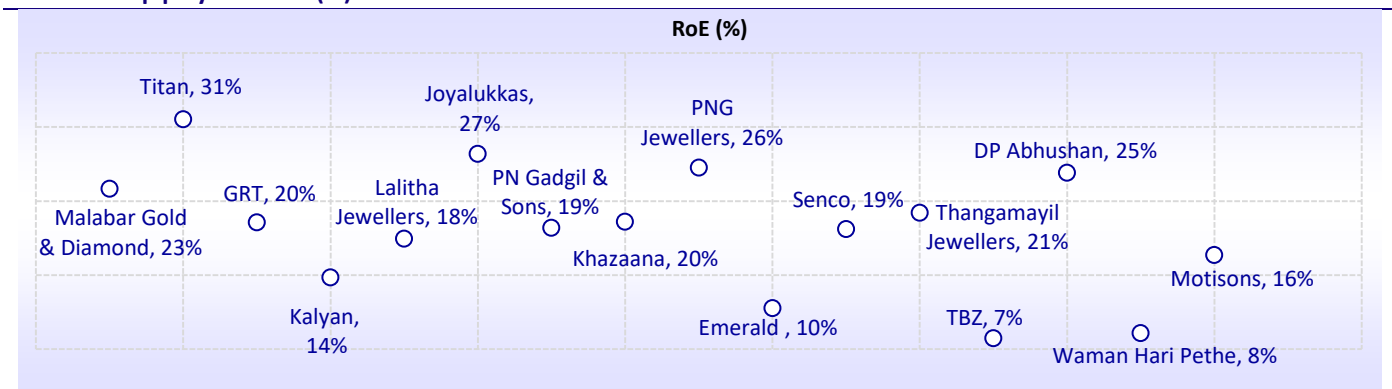 RoE (%)
Titan, 31%
Joyalukkas,
27%
PNG
Jewellers, 26%
DP Abhushan, 25%
Malabar Gold
& Diamond, 23%
GRT, 20%
Lalitha
Jewellers, 18%
PN Gadgil &
Sons, 19%
Khazaana, 20%
Senco, 19%
Thangamayil
Jewellers, 21%
Kalyan,
14%
Emerald , 10%
TBZ, 7%
Waman Hari Pethe, 8%
Motisons, 16%